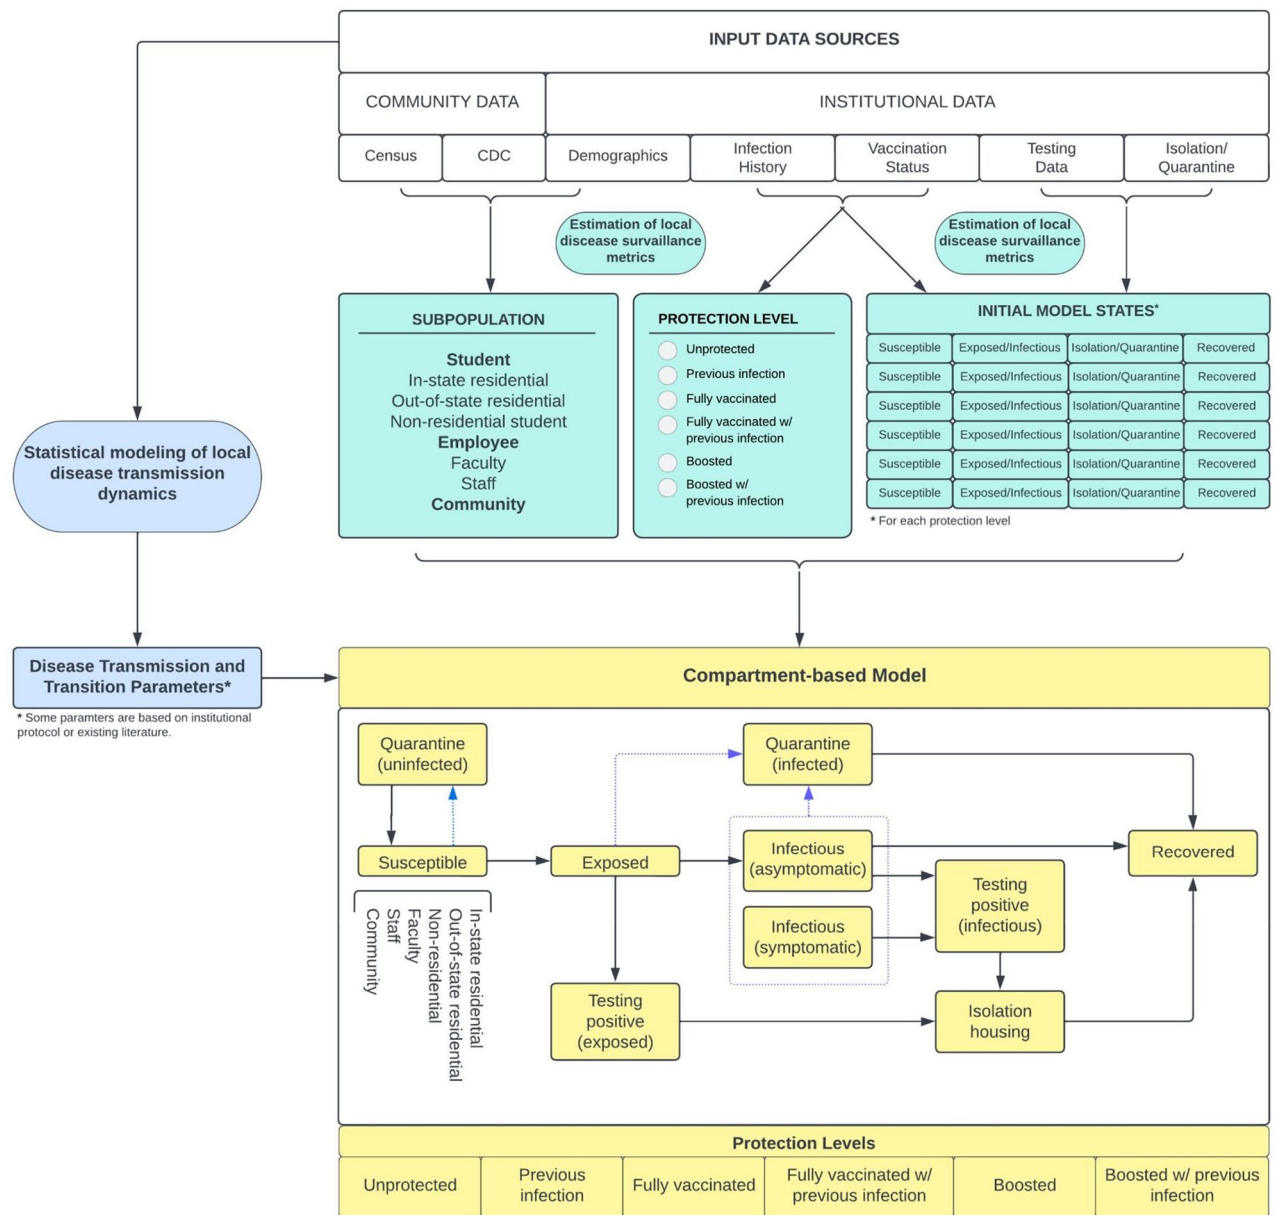 INPUT DATA SOURCES
COMMUNITY DATA
INSTITUTIONAL DATA
Census
CDC
Demographics
Infection
History
Vaccination
Status
Testing
Data
Isolation/
Quarantine
Estimation of local
discease survaillance
metrics
Estimation of local
discease survaillance
metrics
SUBPOPULATION
Student
In-state residential
Out-of-state residential
Non-residential student
Employee
Faculty
Staff
Community
PROTECTION LEVEL
Unprotected
Previous infection
Fully vaccinated
Fully vaccinated w/
previous infection
Boosted
Boosted w/
previous infection
INITIAL MODEL STATES*
Susceptible Exposed/Infectious Isolation/Quarantine Recovered
Susceptible Exposed/Infectious Isolation/Quarantine Recovered
Susceptible Exposed/Infectious Isolation/Quarantine Recovered
Susceptible Exposed/Infectious Isolation/Quarantine Recovered
Susceptible Exposed/Infectious Isolation/Quarantine Recovered
Susceptible Exposed/Infectious Isolation/Quarantine Recovered
* For each protection level
Statistical modeling of local
disease transmission
dynamics
Disease Transmission and
Transition Parameters*
* Some paramters are based on institutional
protocol or existing literature.
Compartment-based Model
Quarantine
(uninfected)
Quarantine
(infected)
Susceptible
Exposed
Infectious
(asymptomatic)
Infectious
(symptomatic)
Testing
positive
(infectious)
Recovered
In-state residential
Out-of-state residential
Non-residential
Faculty
Staff
Community
Testing
positive
(exposed)
Isolation
housing
Protection Levels
Unprotected
Previous
infection
Fully vaccinated
Fully vaccinated w/
previous infection
Boosted
Boosted w/ previous
infection